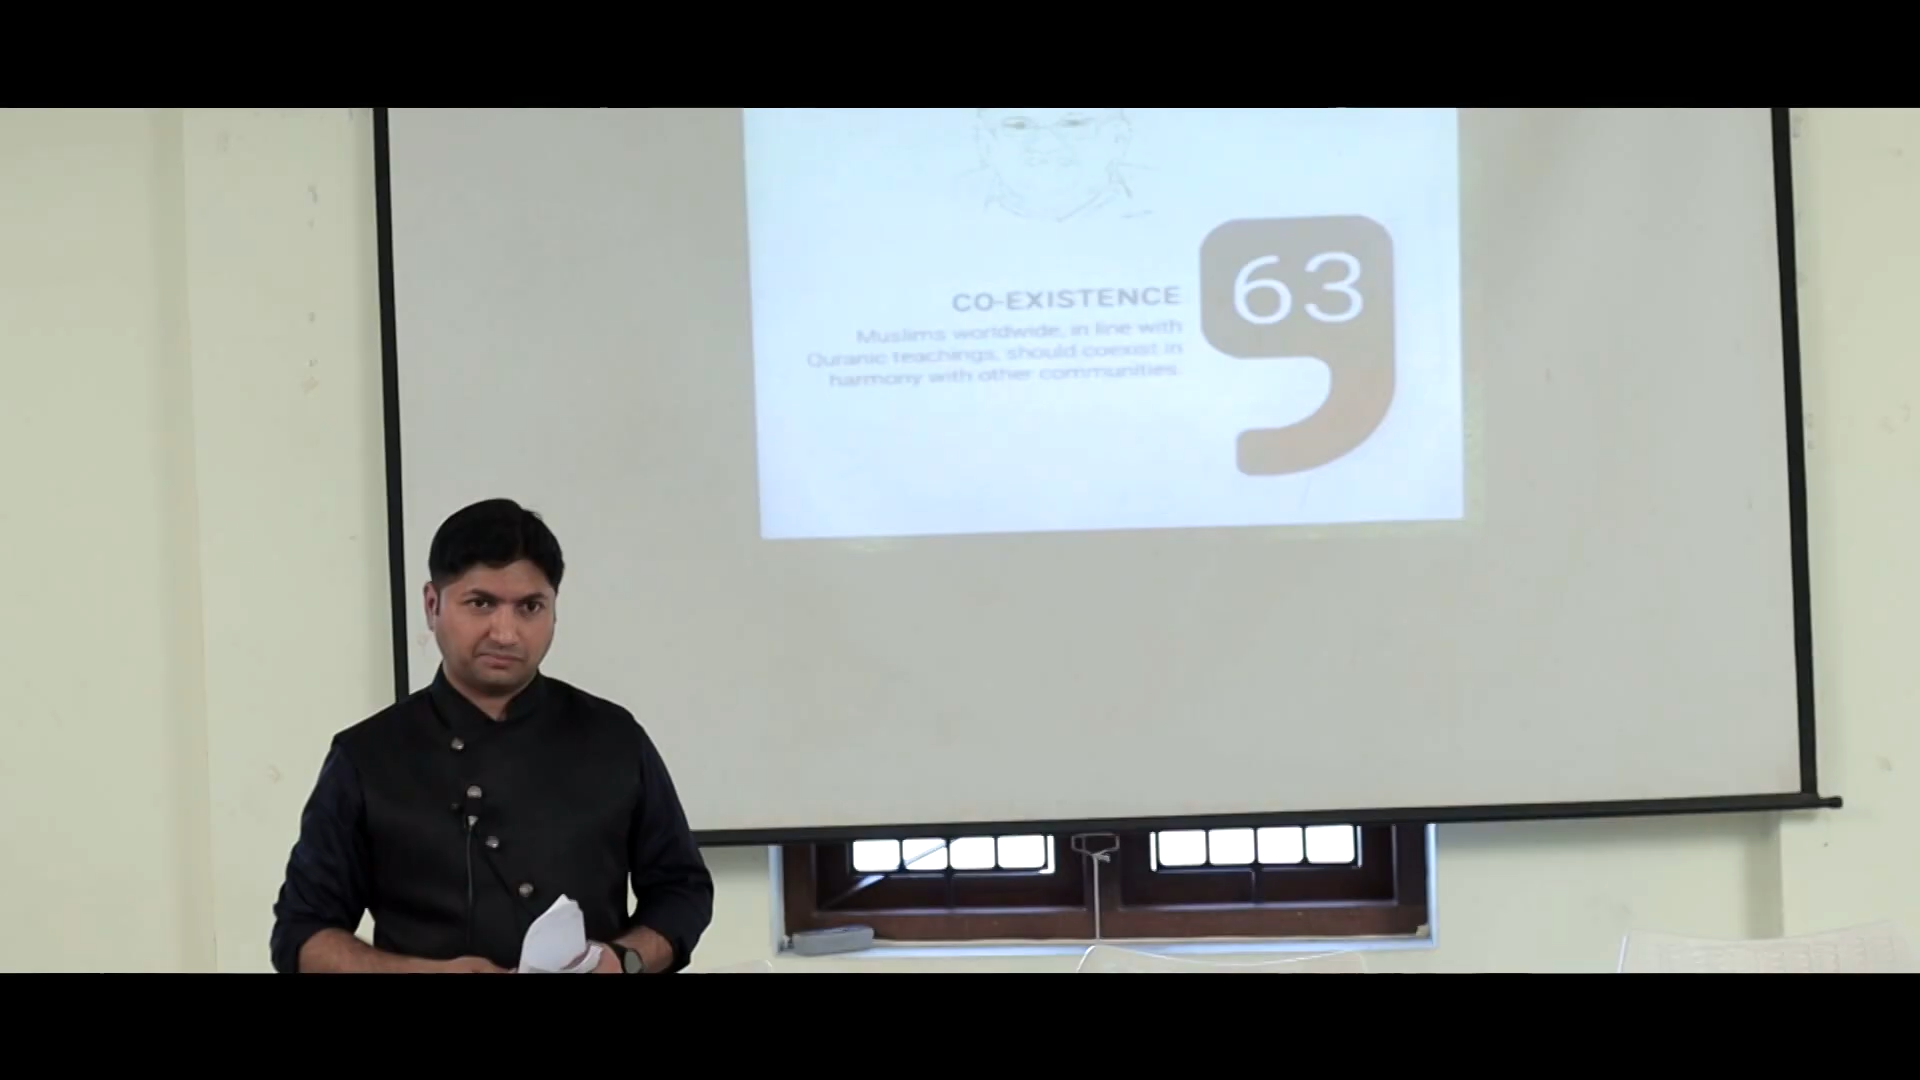 CO-EXISTENCE
Muslims worldwide, in line with
Quranic teachings, should coexist in
harmony with other communities.
63